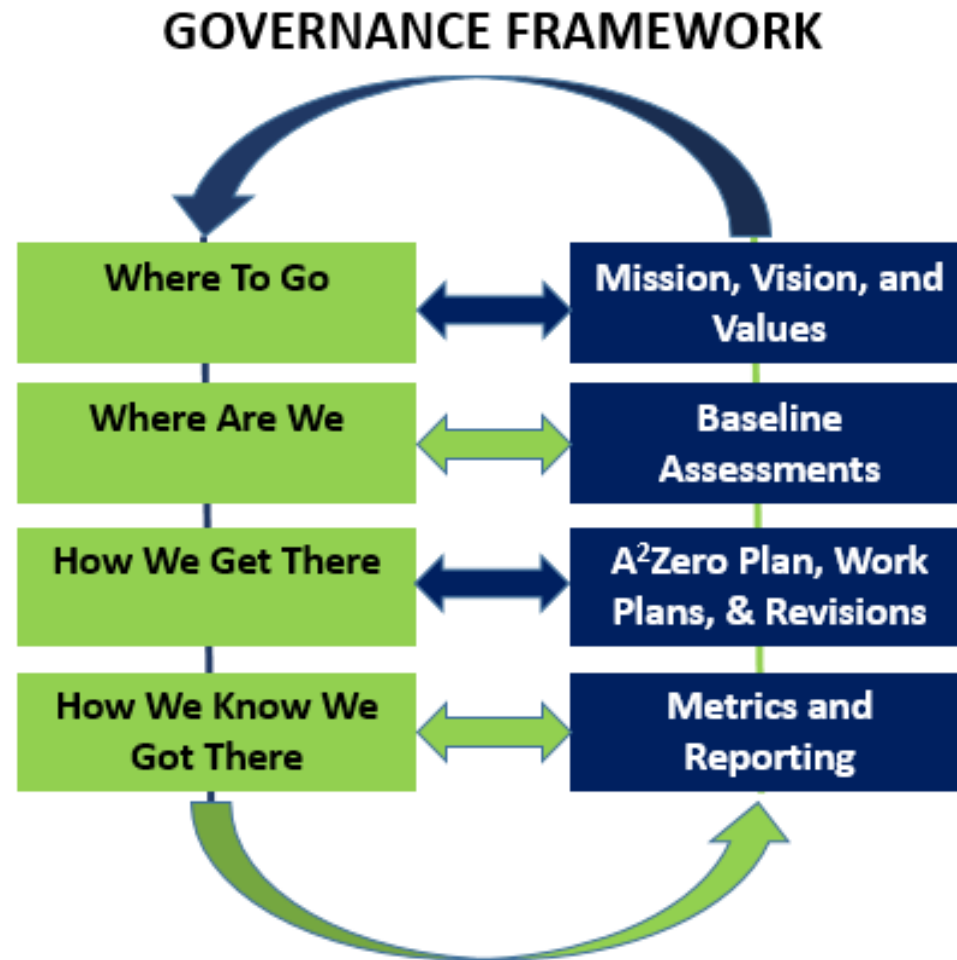 GOVERNANCE FRAMEWORK
Where To Go
Mission, Vision, and
Values
Where Are We
Baseline
Assessments
How We Get There
A²Zero Plan, Work
Plans, & Revisions
How We Know We
Got There
Metrics and
Reporting